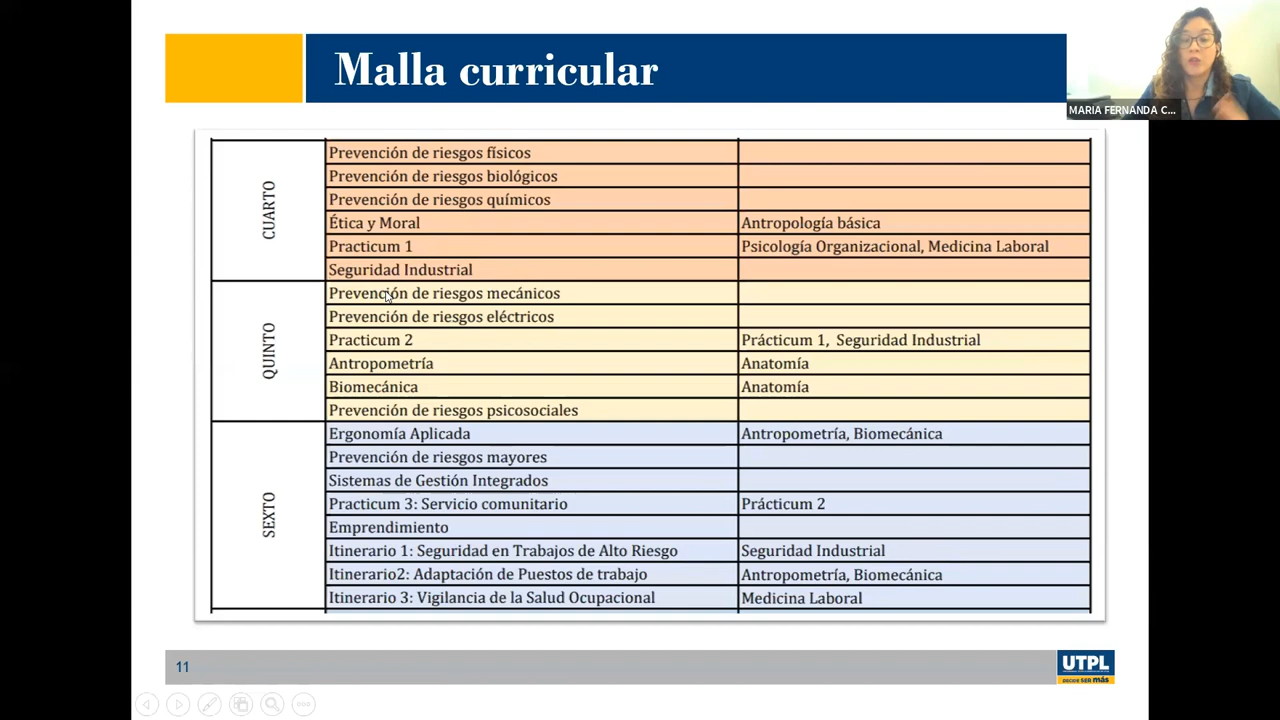 Malla curricular
MARIA FERNANDA C...
CUARTO
Prevención de riesgos físicos
Prevención de riesgos biológicos
Prevención de riesgos químicos
Ética y Moral Antropología básica
Practicum 1 Psicología Organizacional, Medicina Laboral
Seguridad Industrial
QUINTO
Prevención de riesgos mecánicos
Prevención de riesgos eléctricos
Practicum 2 Prácticum 1, Seguridad Industrial
Antropometría Anatomía
Biomecánica Anatomía
Prevención de riesgos psicosociales
SEXTO
Ergonomía Aplicada Antropometría, Biomecánica
Prevención de riesgos mayores
Sistemas de Gestión Integrados
Practicum 3: Servicio comunitario Prácticum 2
Emprendimiento
Itinerario 1: Seguridad en Trabajos de Alto Riesgo Seguridad Industrial
Itinerario2: Adaptación de Puestos de trabajo Antropometría, Biomecánica
Itinerario 3: Vigilancia de la Salud Ocupacional Medicina Laboral
11
UTPL
DECIDE SER más